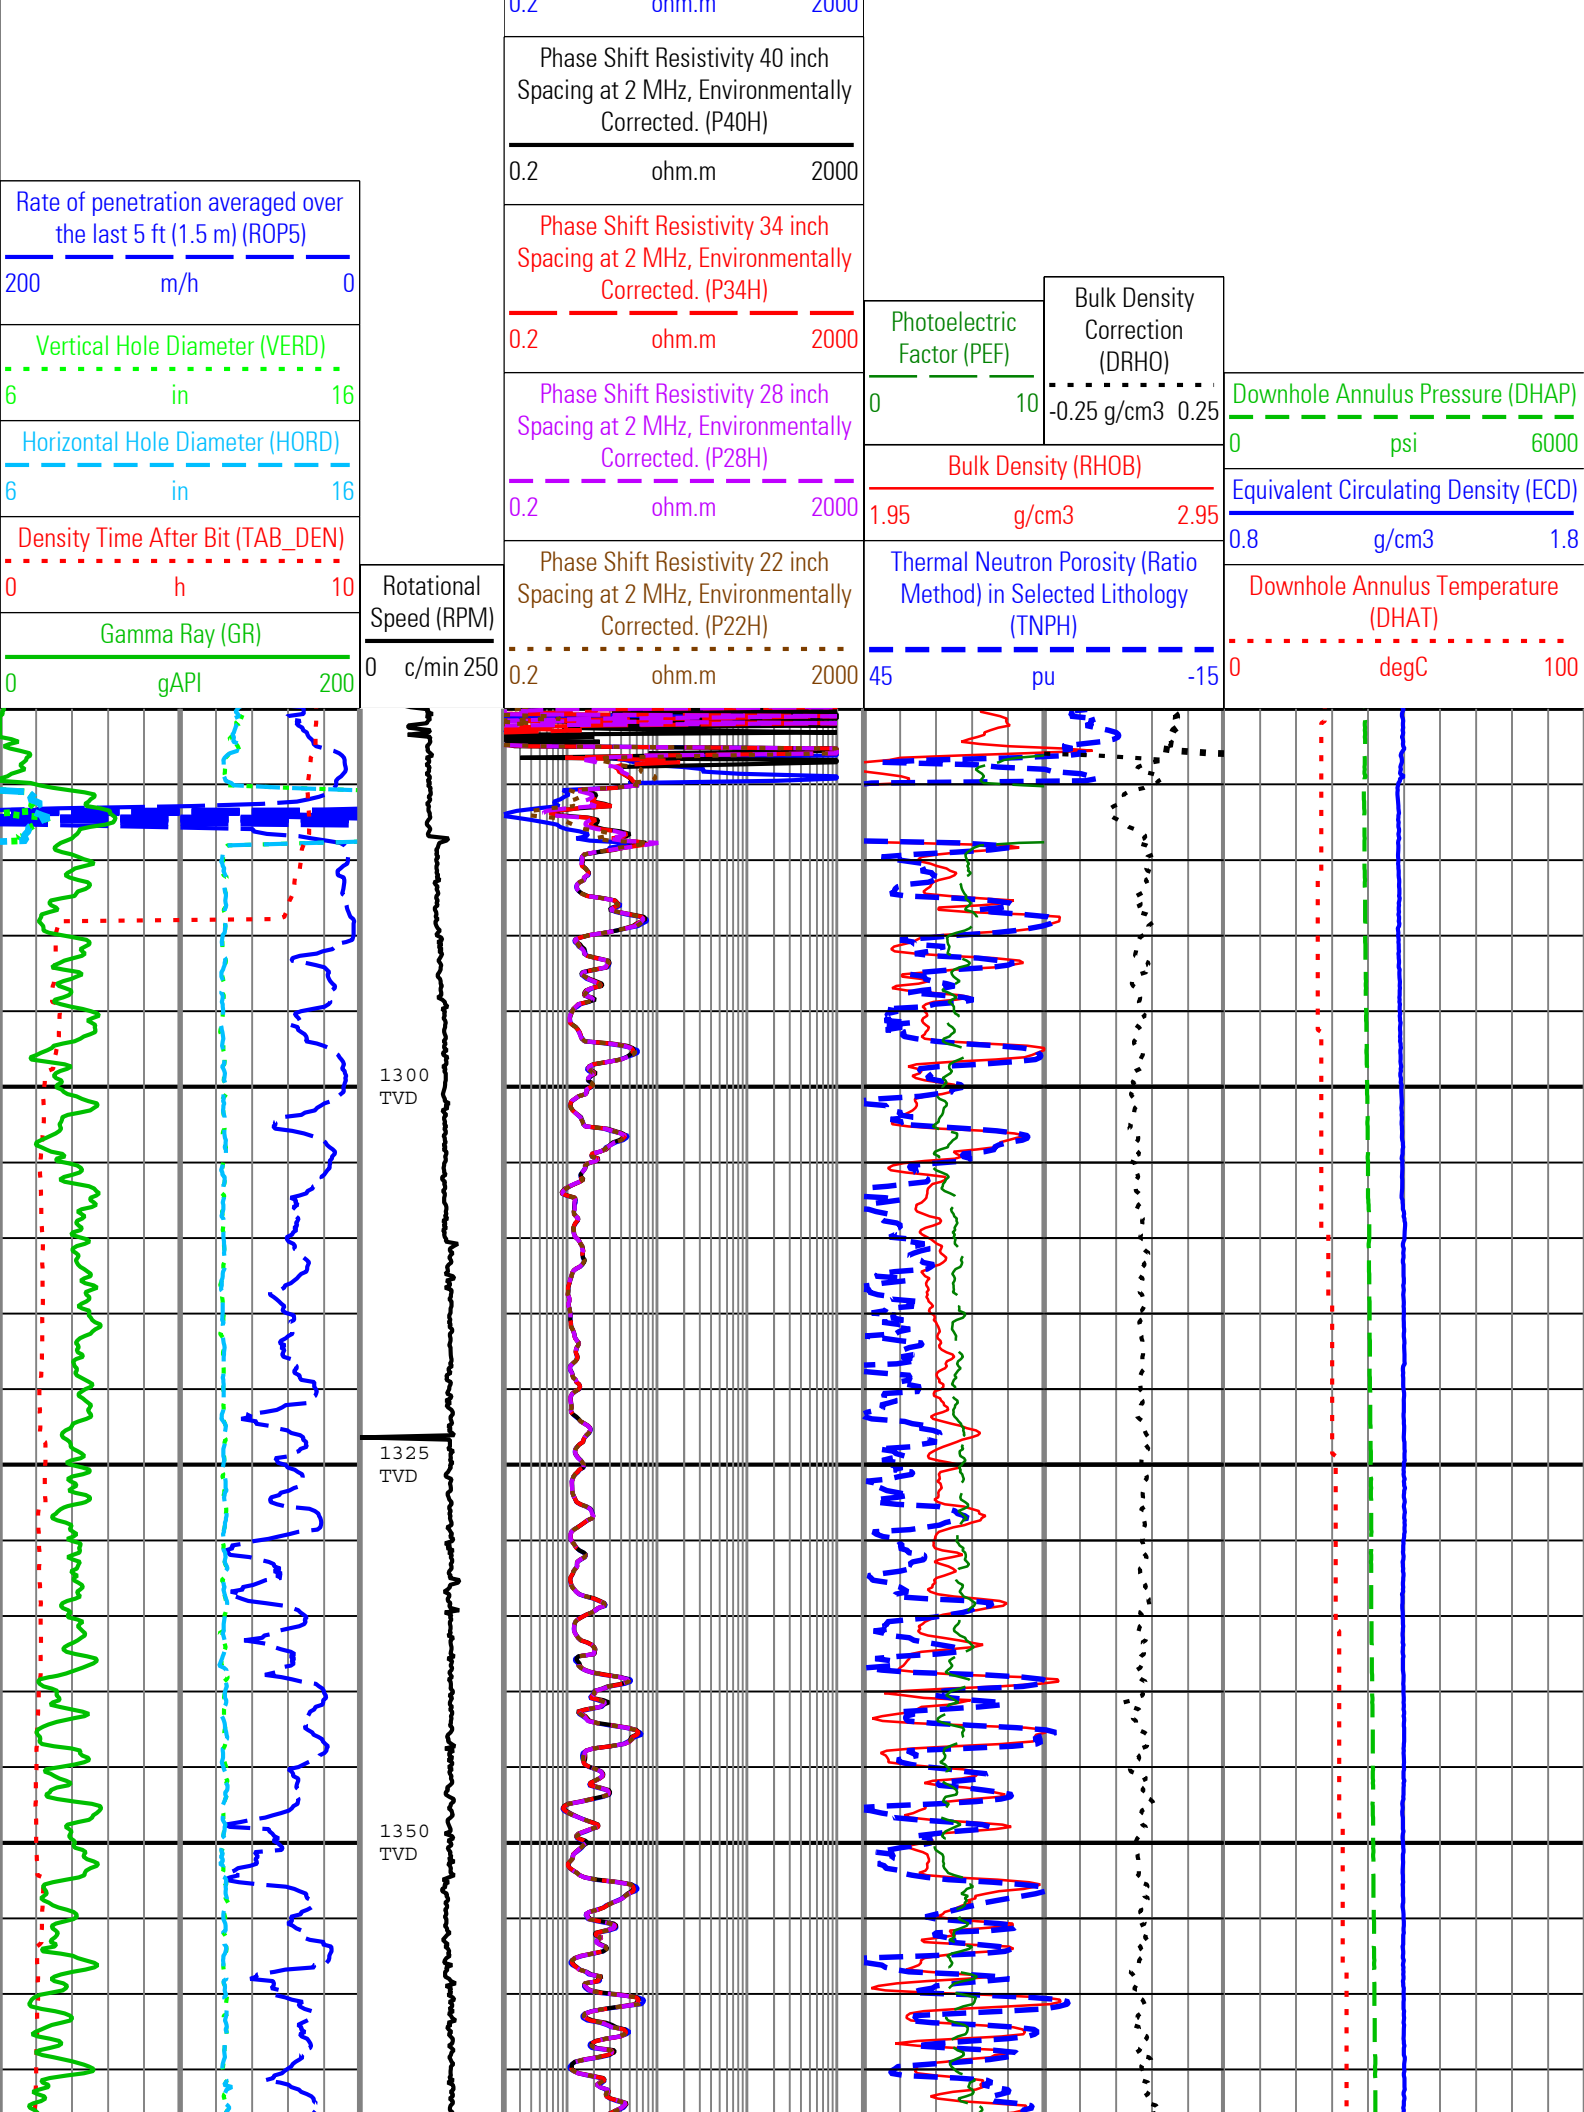 0.2 ohm.m 2000
Phase Shift Resistivity 40 inch
Spacing at 2 MHz, Environmentally
Corrected. (P40H)
0.2 ohm.m 2000
Rate of penetration averaged over
the last 5 ft (1.5 m) (ROP5)
200 m/h 0
Vertical Hole Diameter (VERD)
6 in 16
Horizontal Hole Diameter (HORD)
6 in 16
Density Time After Bit (TAB_DEN)
0 h 10
Gamma Ray (GR)
0 gAPI 200
Rotational
Speed (RPM)
0 c/min 250
Phase Shift Resistivity 34 inch
Spacing at 2 MHz, Environmentally
Corrected. (P34H)
0.2 ohm.m 2000
Phase Shift Resistivity 28 inch
Spacing at 2 MHz, Environmentally
Corrected. (P28H)
0.2 ohm.m 2000
Phase Shift Resistivity 22 inch
Spacing at 2 MHz, Environmentally
Corrected. (P22H)
0.2 ohm.m 2000
Photoelectric
Factor (PEF)
0 10
Bulk Density
Correction
(DRHO)
-0.25 g/cm3 0.25
Bulk Density (RHOB)
1.95 g/cm3 2.95
Thermal Neutron Porosity (Ratio
Method) in Selected Lithology
(TNPH)
45 pu -15
Downhole Annulus Pressure (DHAP)
0 psi 6000
Equivalent Circulating Density (ECD)
0.8 g/cm3 1.8
Downhole Annulus Temperature
(DHAT)
0 degC 100
1300
TVD
1325
TVD
1350
TVD